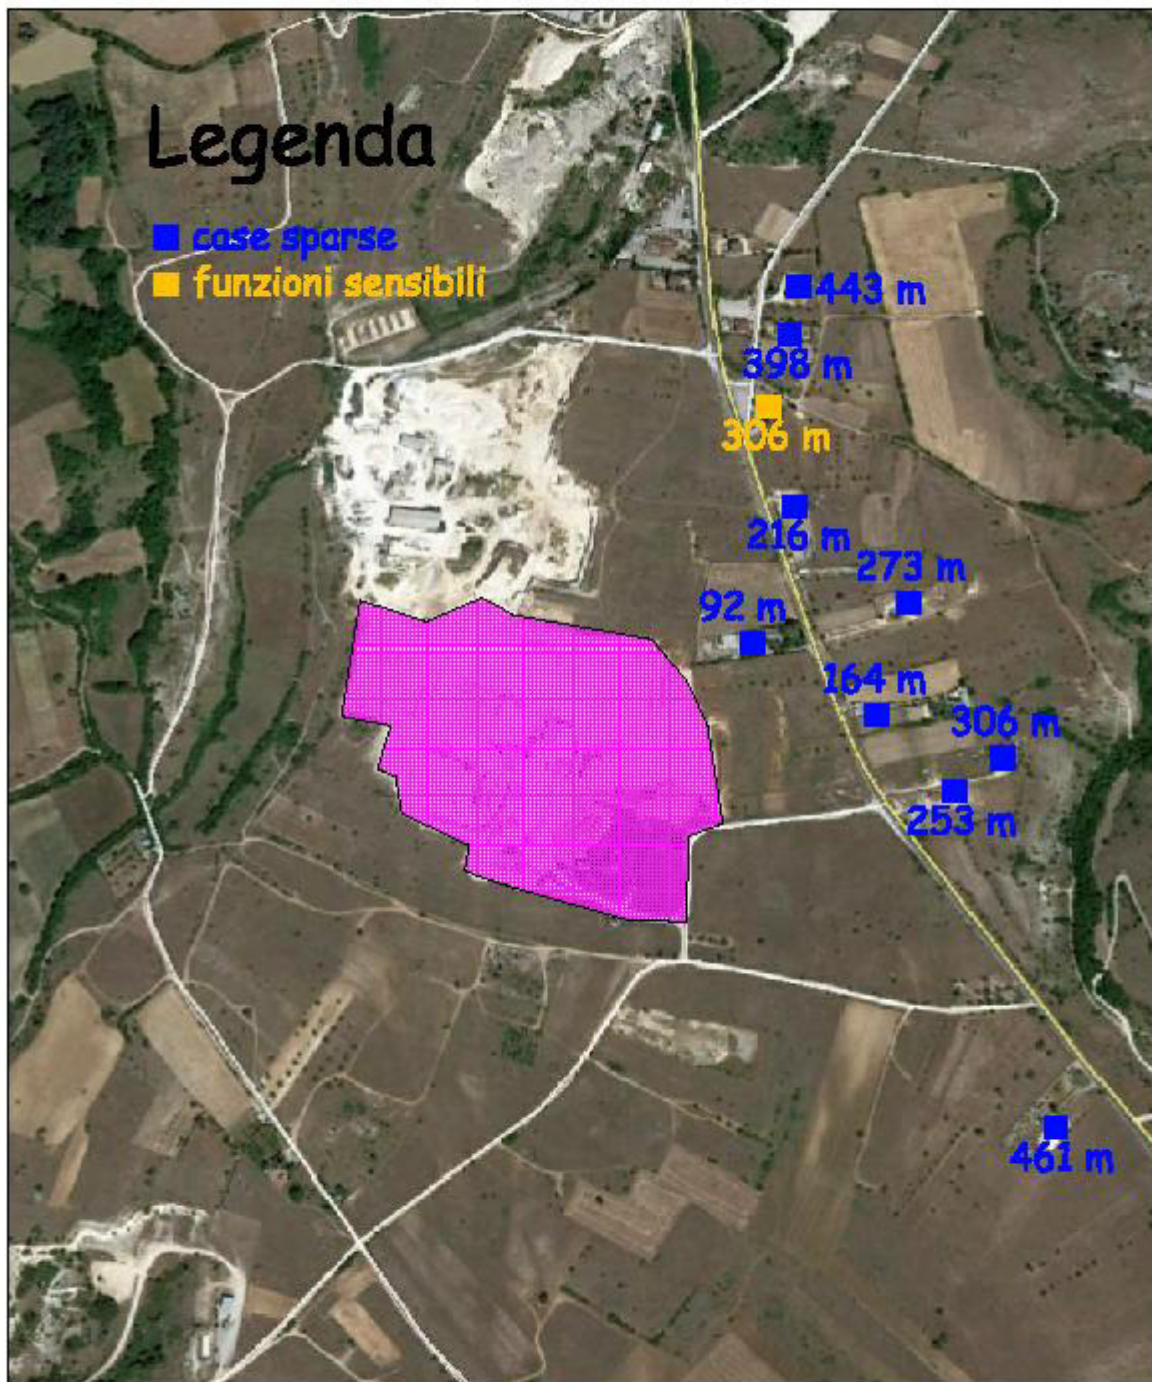 Legenda
case sparse
funzioni sensibili
443 m
398 m
306 m
216 m
273 m
92 m
164 m
306 m
253 m
461 m